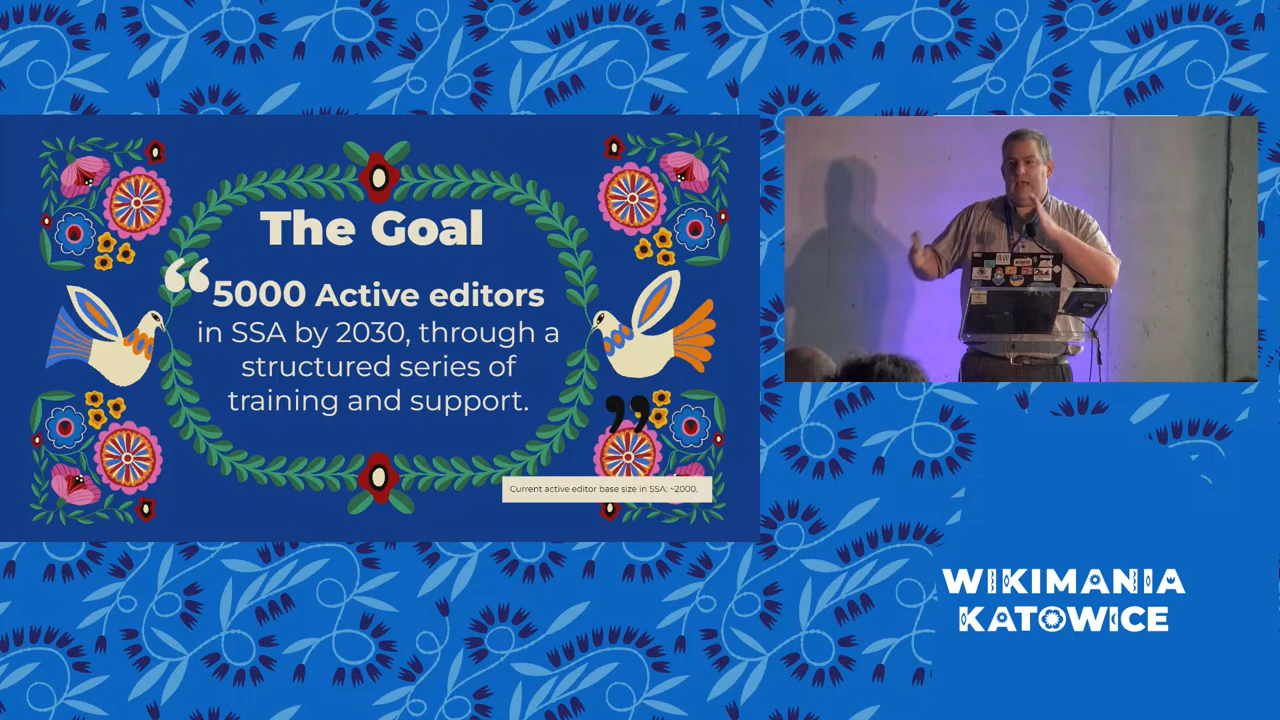 The Goal
“5000 Active editors
in SSA by 2030, through a
structured series of
training and support.
”
Current active editor base size in SSA: ~2000.
WIKIMANIA
KATOWICE